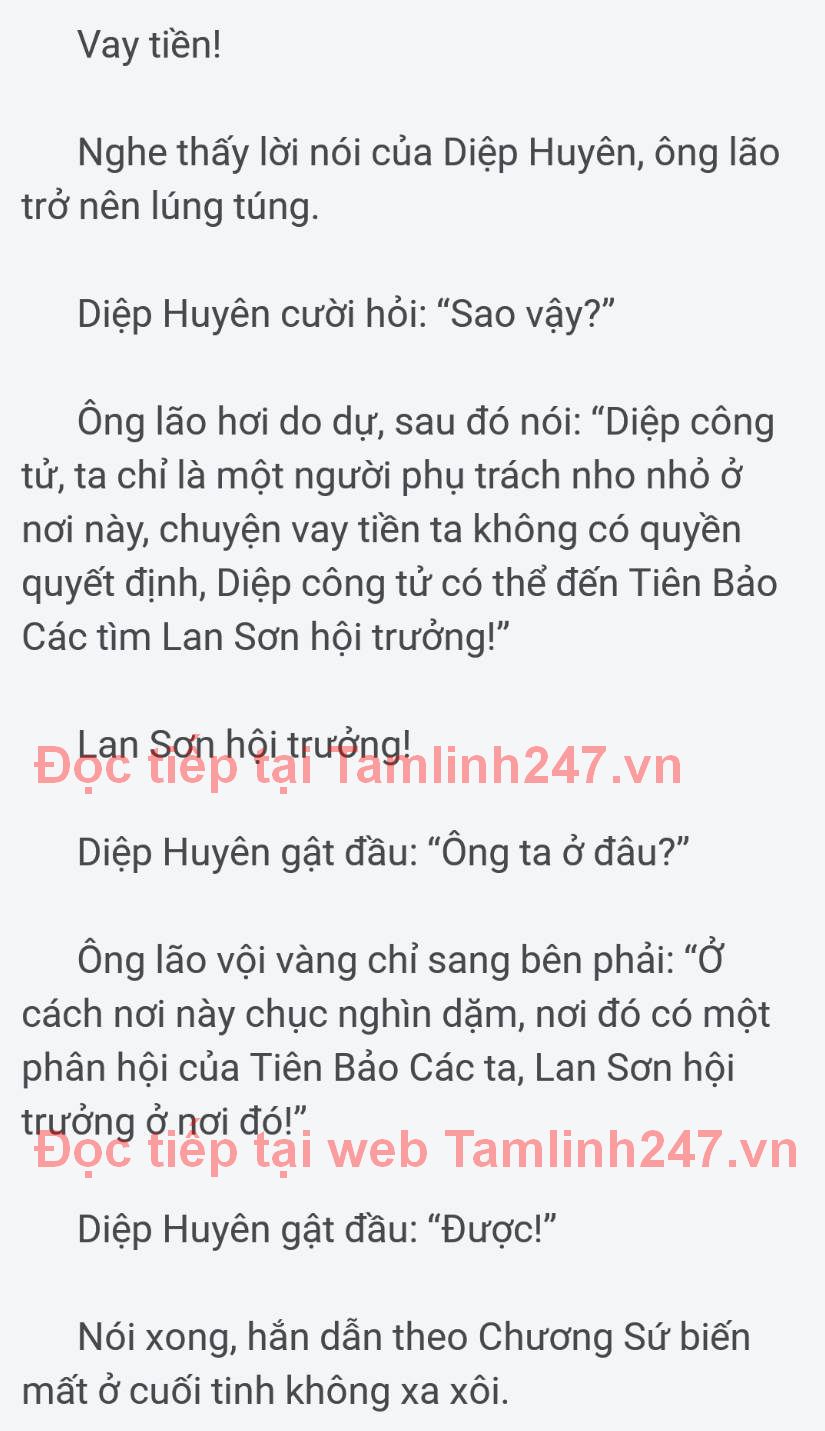 Vay tiền!
Nghe thấy lời nói của Diệp Huyên, ông lão
trở nên lúng túng.
Diệp Huyên cười hỏi: “Sao vậy?”
Ông lão hơi do dự, sau đó nói: “Diệp công
tử, ta chỉ là một người phụ trách nho nhỏ ở
nơi này, chuyện vay tiền ta không có quyền
quyết định, Diệp công tử có thể đến Tiên Bảo
Các tìm Lan Sơn hội trưởng!”
Lan Sơn hội trưởng!
Đọc tiếp tại Tamlinh247.vn
Diệp Huyên gật đầu: “Ông ta ở đâu?”
Ông lão vội vàng chỉ sang bên phải: “Ở
cách nơi này chục nghìn dặm, nơi đó có một
phân hội của Tiên Bảo Các ta, Lan Sơn hội
trưởng ở nơi đó!”
Đọc tiếp tại web Tamlinh247.vn
Diệp Huyên gật đầu: “Được!”
Nói xong, hắn dẫn theo Chương Sứ biến
mất ở cuối tinh không xa xôi.